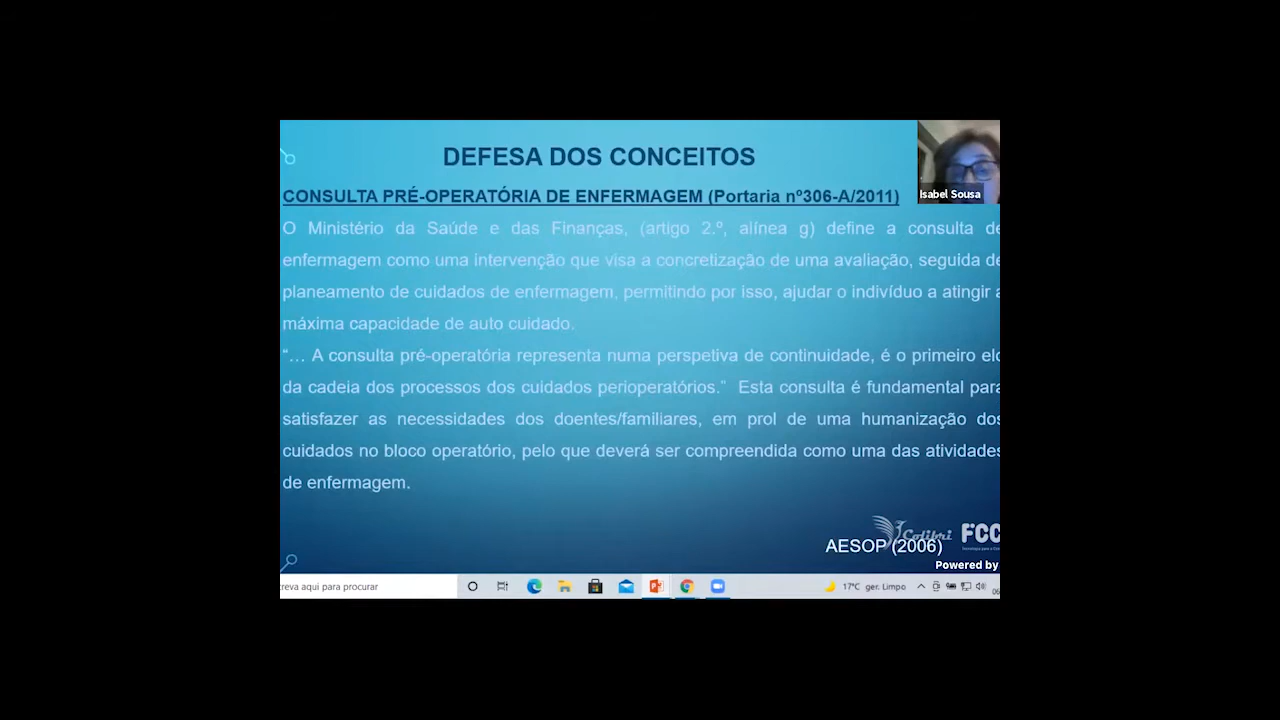 DEFESA DOS CONCEITOS
CONSULTA PRÉ-OPERATÓRIA DE ENFERMAGEM (Portaria nº306-A/2011)
Isabel Sousa
O Ministério da Saúde e das Finanças, (artigo 2.º, alínea g) define a consulta de
enfermagem como uma intervenção que visa a concretização de uma avaliação, seguida de
planeamento de cuidados de enfermagem, permitindo por isso, ajudar o indivíduo a atingir a
máxima capacidade de auto cuidado.
“… A consulta pré-operatória representa numa perspetiva de continuidade, é o primeiro elo
da cadeia dos processos dos cuidados perioperatórios.” Esta consulta é fundamental para
satisfazer as necessidades dos doentes/familiares, em prol de uma humanização dos
cuidados no bloco operatório, pelo que deverá ser compreendida como uma das atividades
de enfermagem.
Colibri FCC
AESOP (2006)
Powered by
creva aqui para procurar
17°C ger. Limpo